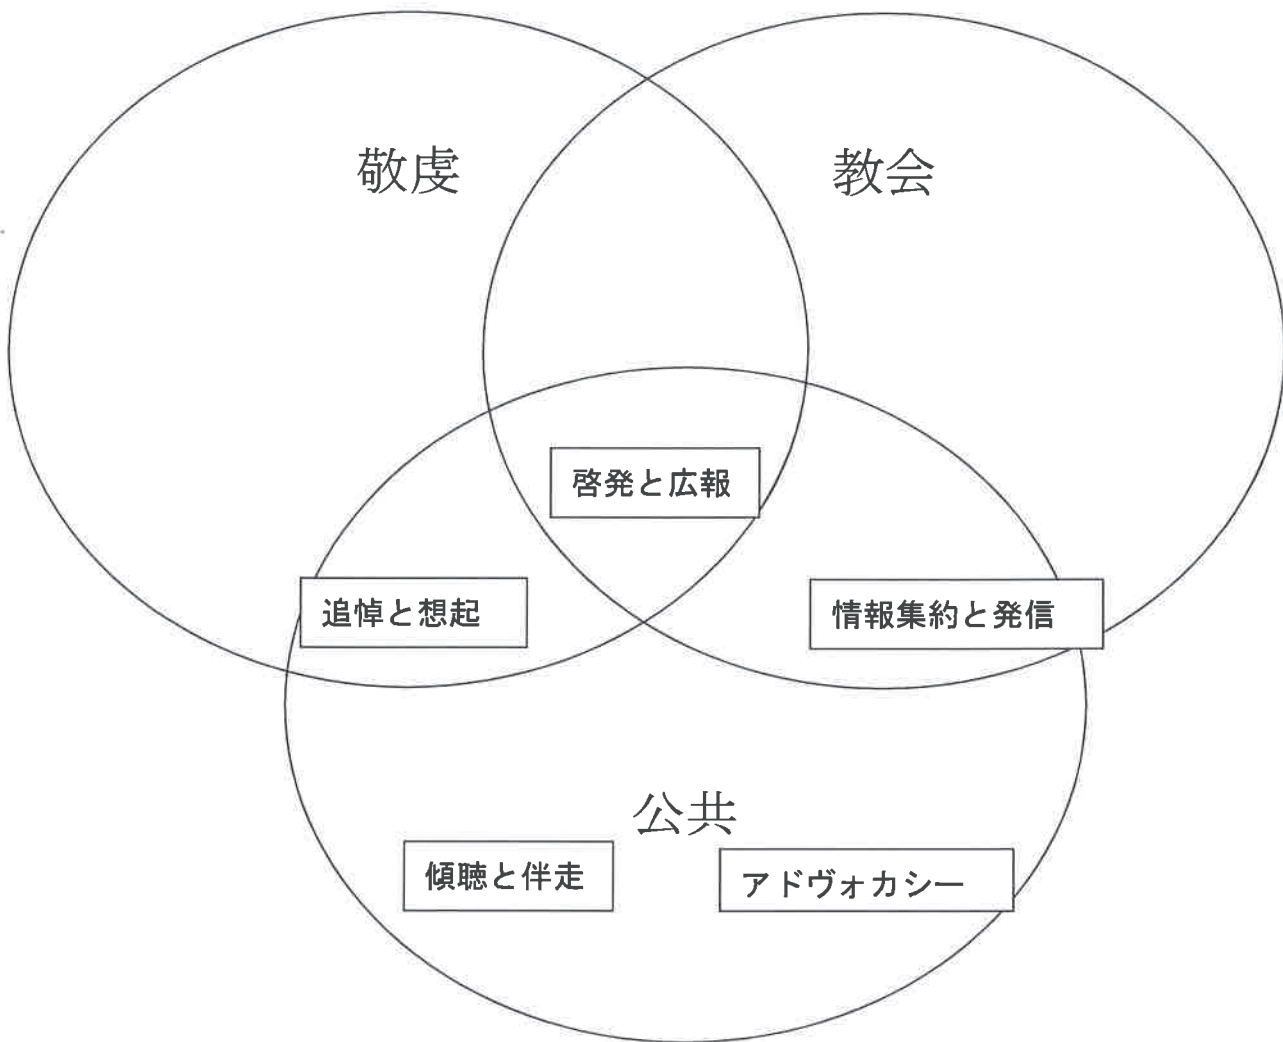 敬虔
教会
啓発と広報
追悼と想起
情報集約と発信
公共
傾聴と伴走
アドヴォカシー